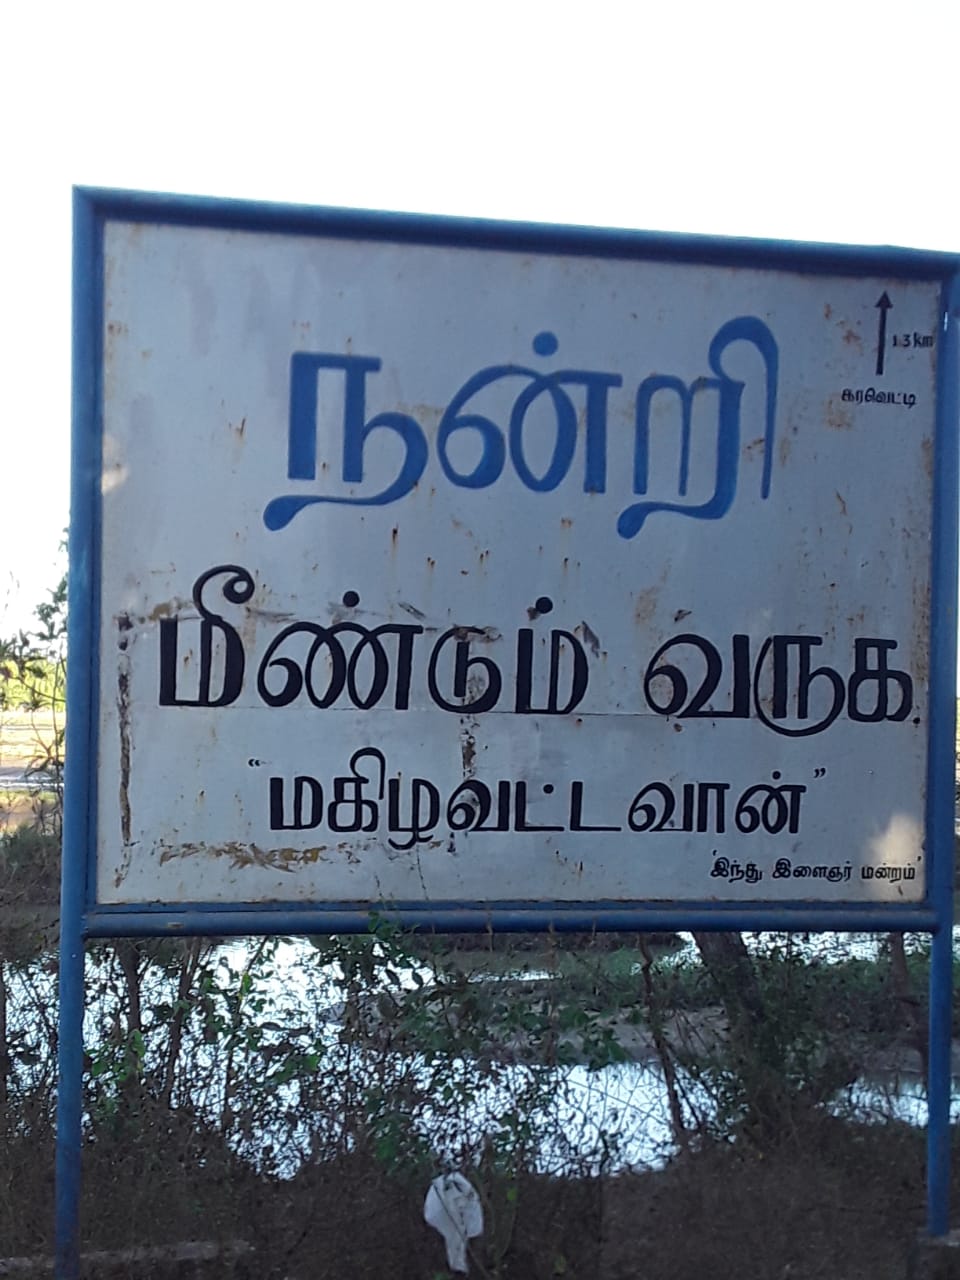 1.3 km
கரவெட்டி
நன்றி
மீண்டும் வருக.
“மகிழவட்டவான்”
'இந்து இளைஞர் மன்றம்'